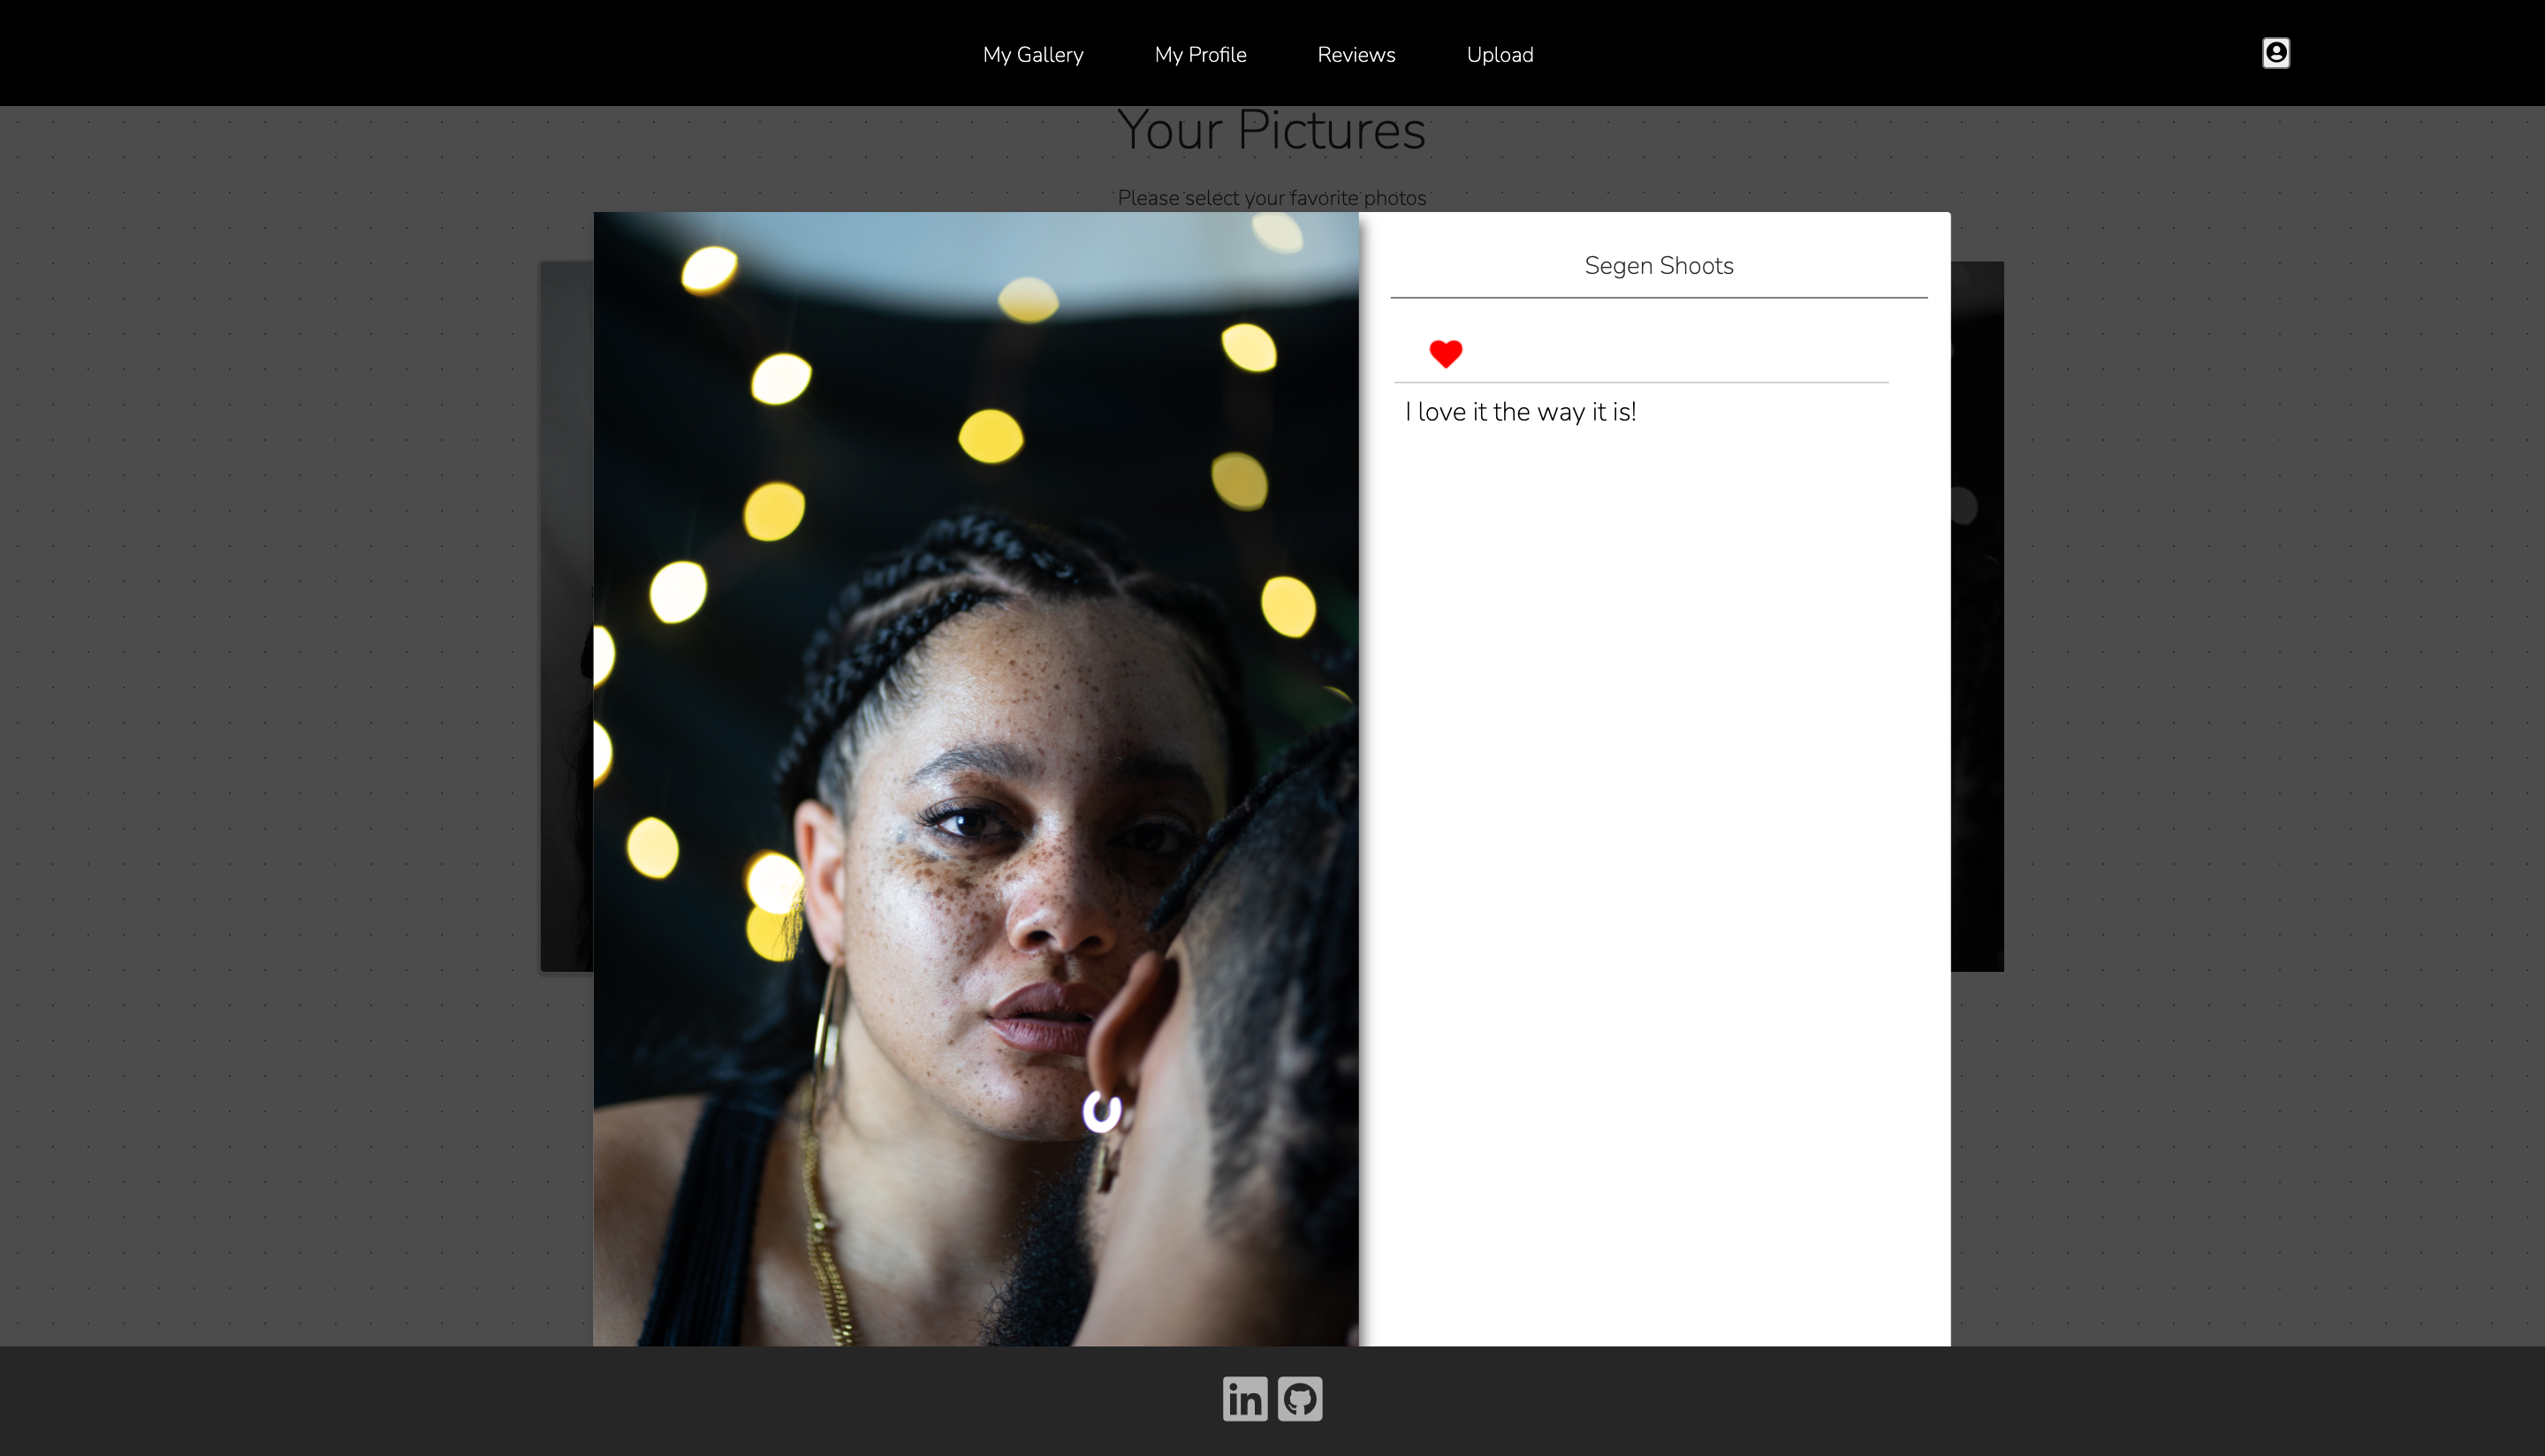 My Gallery My Profile Reviews Upload
Your Pictures
Please select your favorite photos
Segen Shoots
I love it the way it is!
in